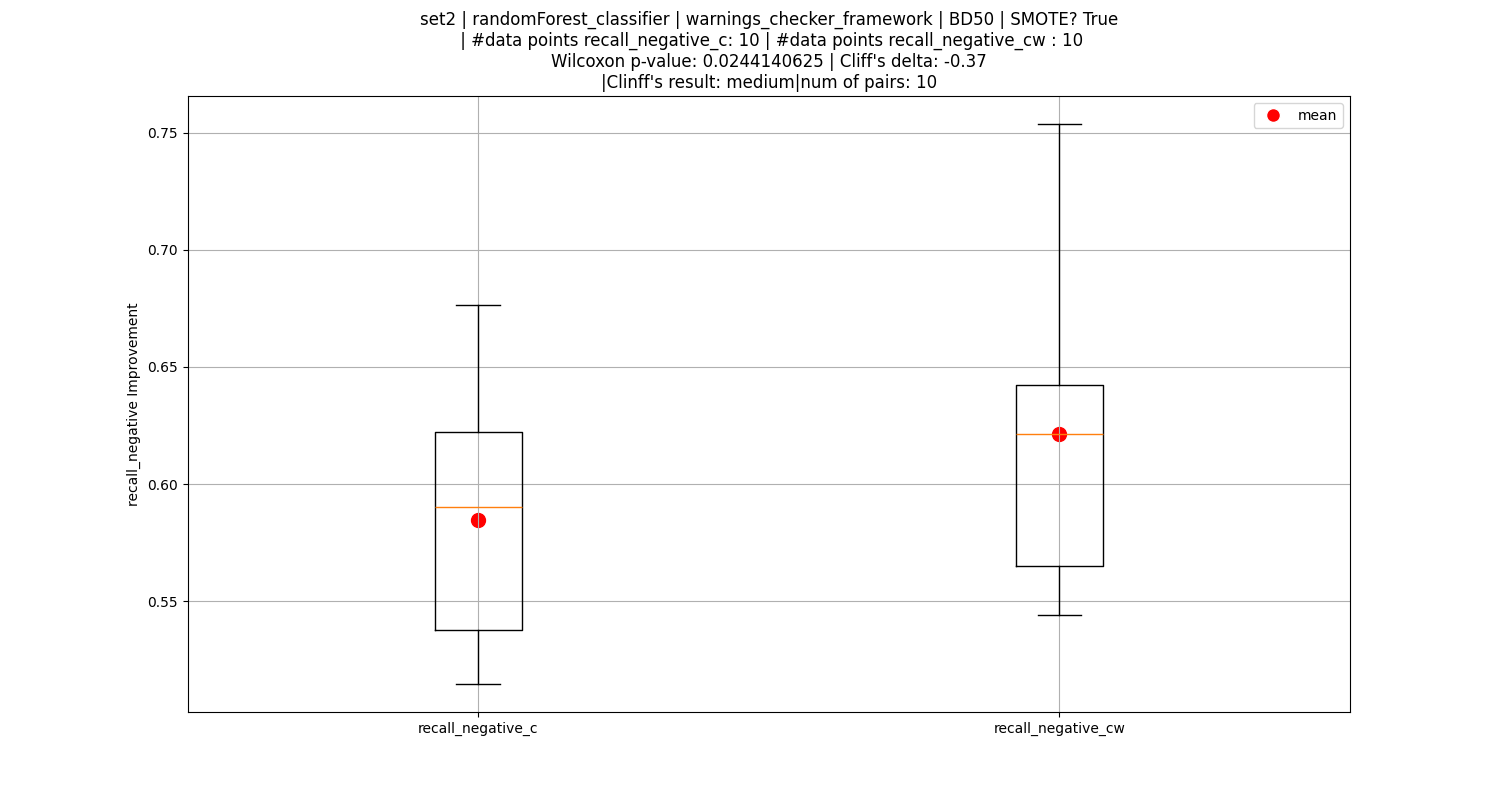 set2 | randomForest_classifier | warnings_checker_framework | BD50 | SMOTE? True
| #data points recall_negative_c: 10 | #data points recall_negative_cw : 10
Wilcoxon p-value: 0.0244140625 | Cliff's delta: -0.37
|Clinff's result: medium|num of pairs: 10
mean
0.75
0.70
0.65
0.60
0.55
recall_negative Improvement
recall_negative_c
recall_negative_cw